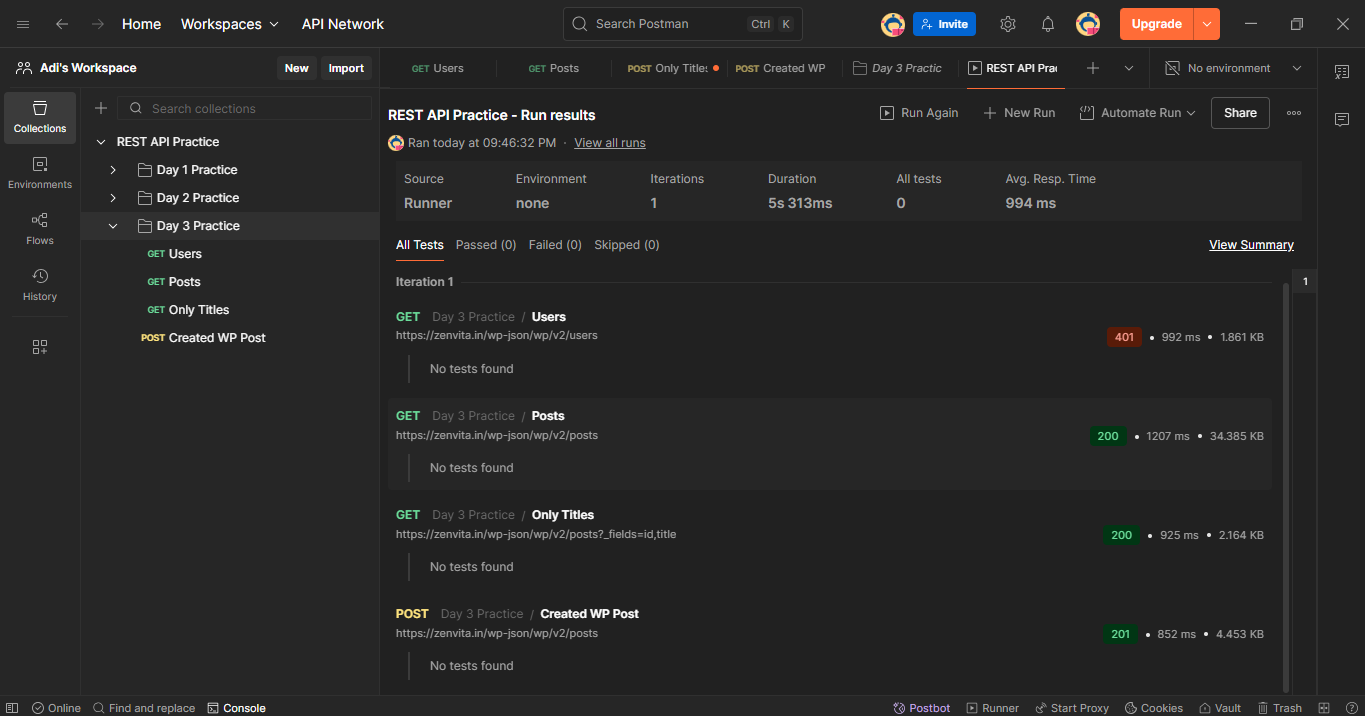 Home Workspaces API Network Search Postman Ctrl K Invite Upgrade
Adi's Workspace New Import
GET Users GET Posts POST Only Titles POST Created WP Day 3 Practic REST API Prac No environment
Collections
Environments
Flows
History
Search collections
REST API Practice
Day 1 Practice
Day 2 Practice
Day 3 Practice
GET Users
GET Posts
GET Only Titles
POST Created WP Post
REST API Practice - Run results Run Again New Run Automate Run Share
Ran today at 09:46:32 PM · View all runs
Source Environment Iterations Duration All tests Avg. Resp. Time
Runner none 1 5s 313ms 0 994 ms
All Tests Passed (0) Failed (0) Skipped (0) View Summary
Iteration 1 1
GET Day 3 Practice / Users
https://zenvita.in/wp-json/wp/v2/users 401 • 992 ms • 1.861 KB
No tests found
GET Day 3 Practice / Posts
https://zenvita.in/wp-json/wp/v2/posts 200 • 1207 ms • 34.385 KB
No tests found
GET Day 3 Practice / Only Titles
https://zenvita.in/wp-json/wp/v2/posts?_fields=id,title 200 • 925 ms • 2.164 KB
No tests found
POST Day 3 Practice / Created WP Post
https://zenvita.in/wp-json/wp/v2/posts 201 • 852 ms • 4.453 KB
No tests found
Online Find and replace Console Postbot Runner Start Proxy Cookies Vault Trash